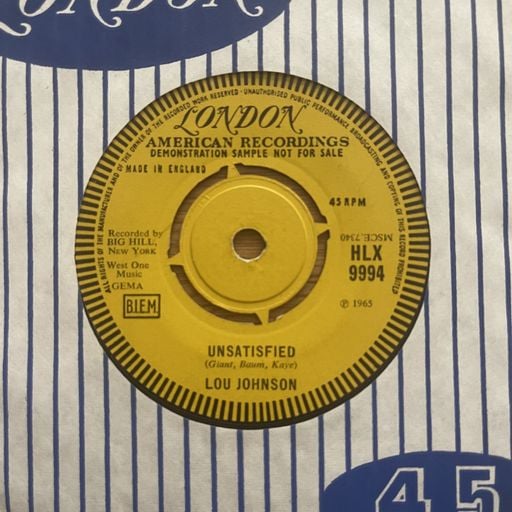 LONDON
ALL RIGHTS OF THE MANUFACTURER AND OF THE OWNER OF THE RECORDED WORK RESERVED · UNAUTHORISED PUBLIC PERFORMANCE BROADCASTING AND COPYING OF THIS RECORD PROHIBITED
LONDON
AMERICAN RECORDINGS
DEMONSTRATION SAMPLE NOT FOR SALE
MADE IN ENGLAND
45 RPM
Recorded by
BIG HILL,
NEW YORK
West One
Music
GEMA
B.I.E.M.
MSCE.7340
HLX
9994
℗ 1965
UNSATISFIED
(Giant, Baum, Kaye)
LOU JOHNSON
45